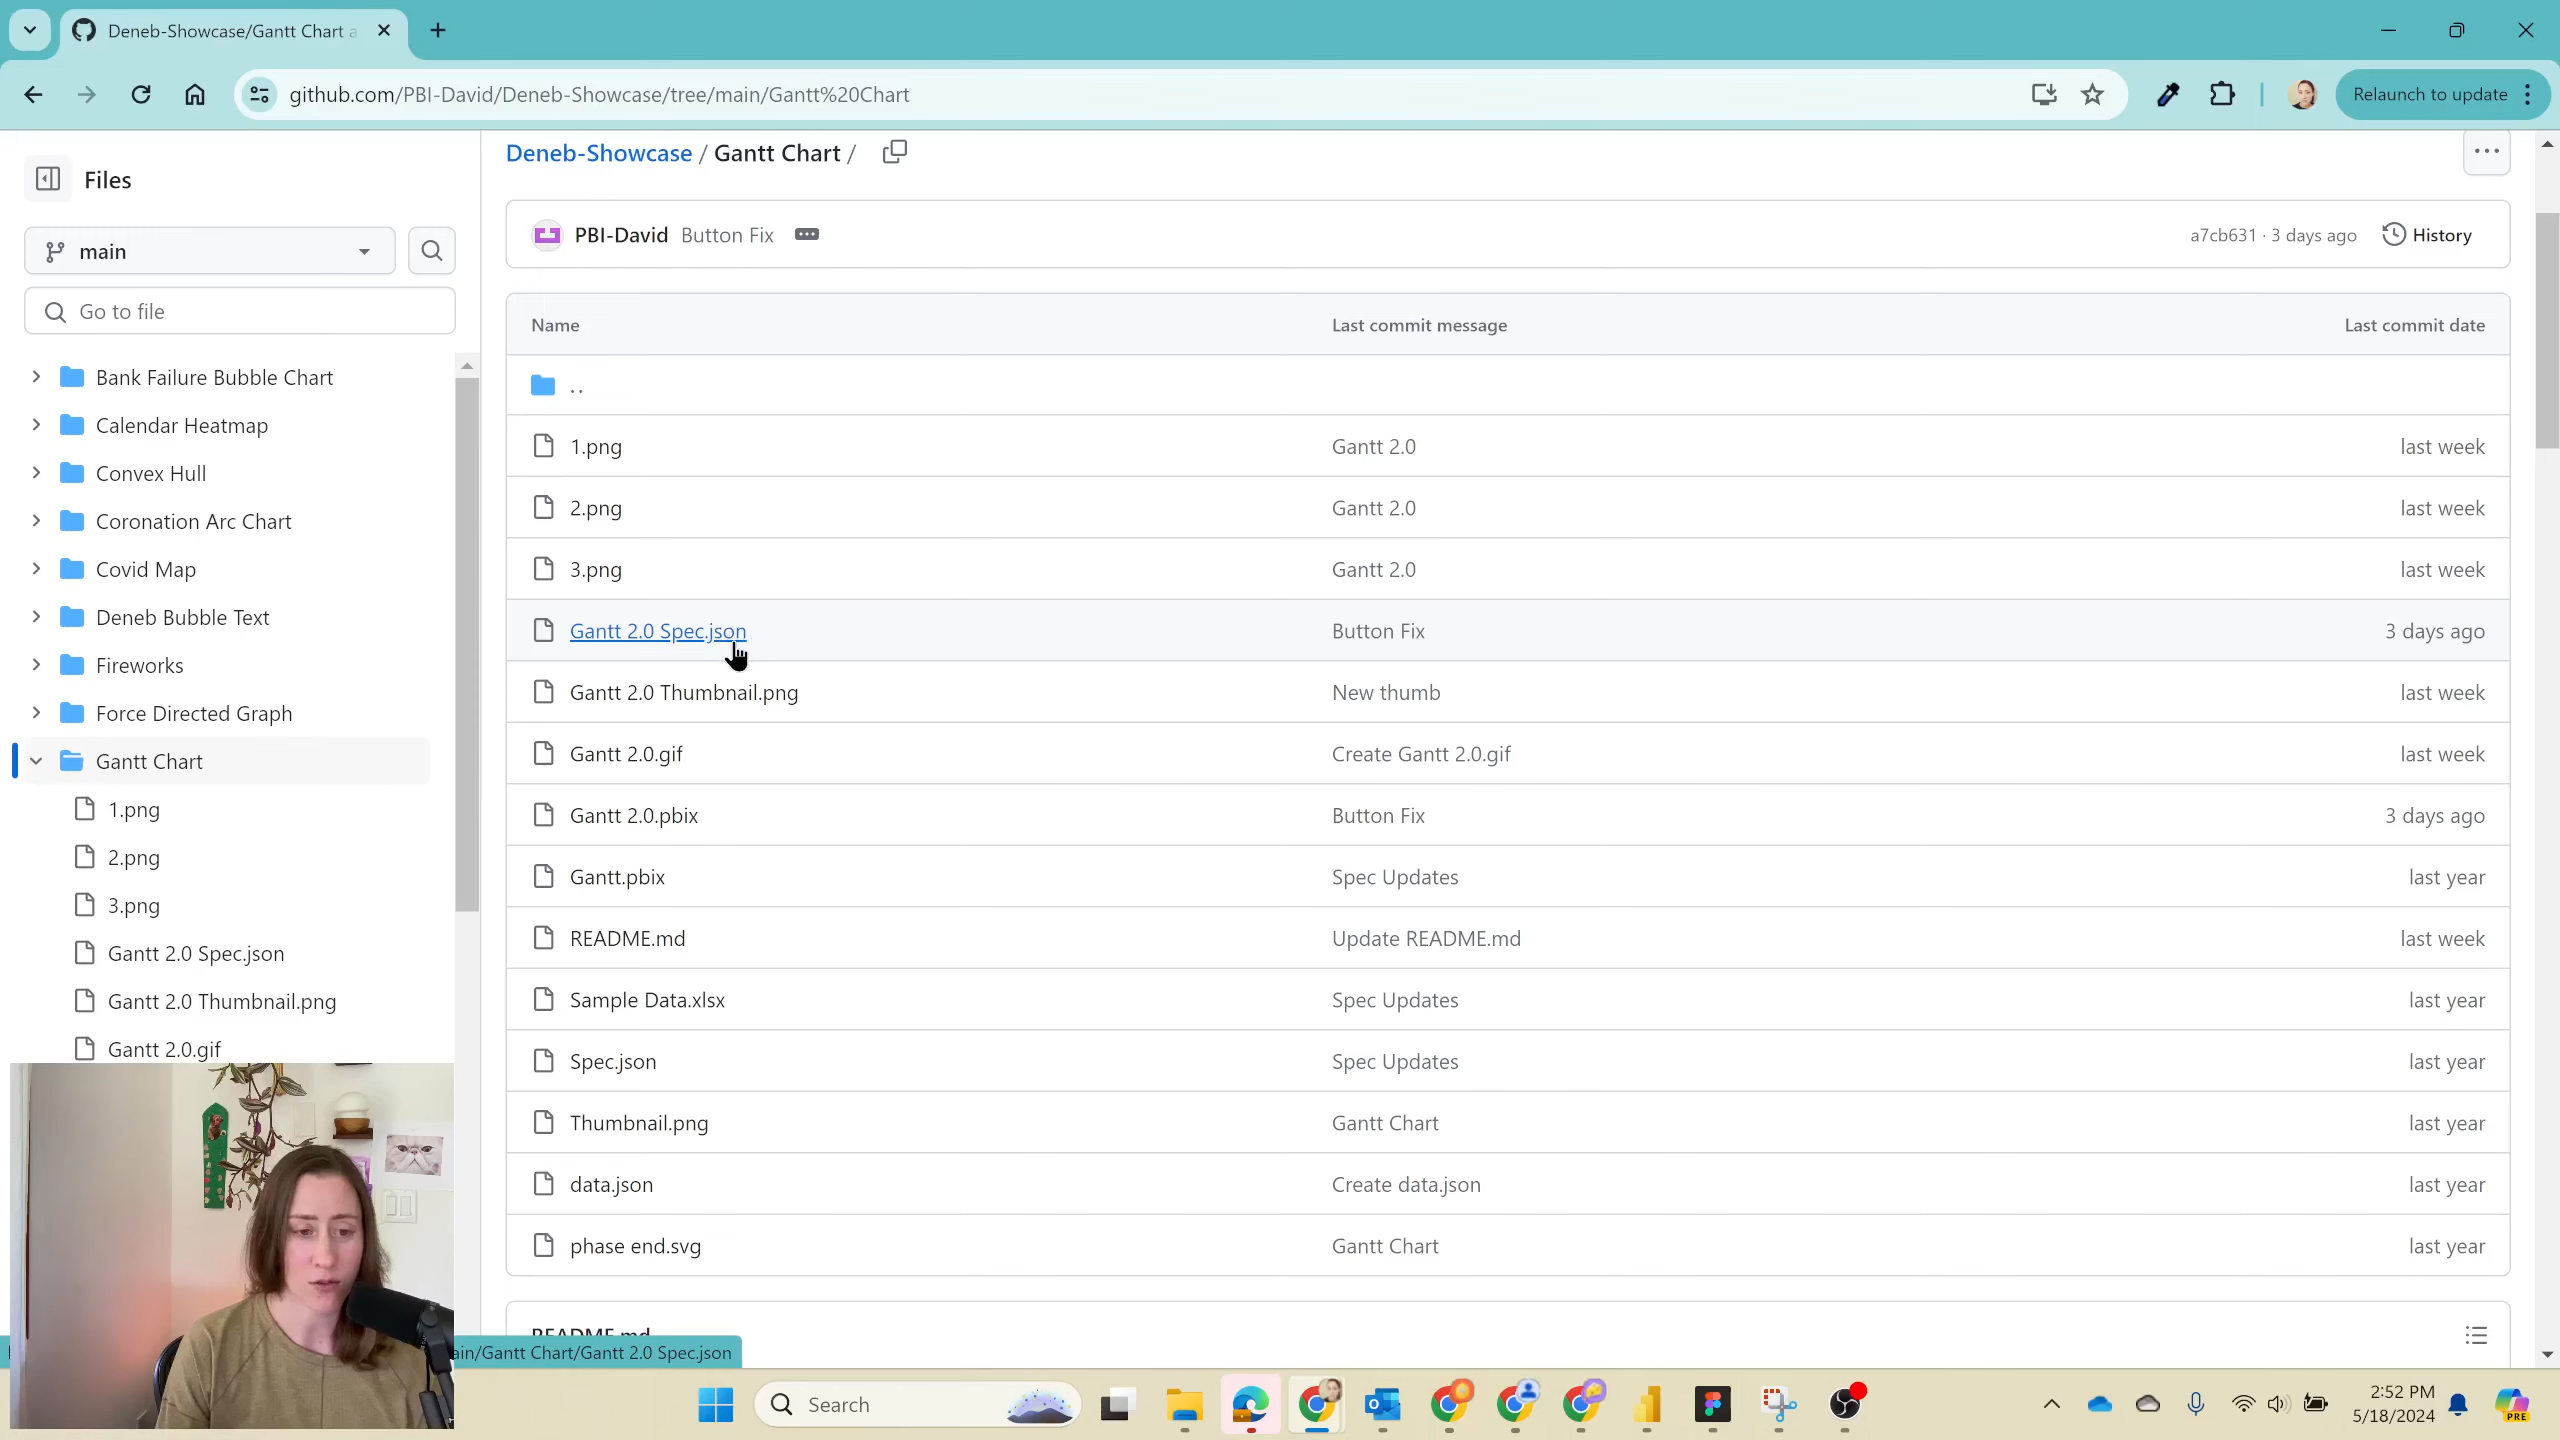 Deneb-Showcase/Gantt Chart a
github.com/PBI-David/Deneb-Showcase/tree/main/Gantt%20Chart
Relaunch to update
Files
main
Go to file
Bank Failure Bubble Chart
Calendar Heatmap
Convex Hull
Coronation Arc Chart
Covid Map
Deneb Bubble Text
Fireworks
Force Directed Graph
Gantt Chart
1.png
2.png
3.png
Gantt 2.0 Spec.json
Gantt 2.0 Thumbnail.png
Gantt 2.0.gif
Deneb-Showcase / Gantt Chart /
PBI-David Button Fix
a7cb631 · 3 days ago
History
Name Last commit message Last commit date
..
1.png Gantt 2.0 last week
2.png Gantt 2.0 last week
3.png Gantt 2.0 last week
Gantt 2.0 Spec.json Button Fix 3 days ago
Gantt 2.0 Thumbnail.png New thumb last week
Gantt 2.0.gif Create Gantt 2.0.gif last week
Gantt 2.0.pbix Button Fix 3 days ago
Gantt.pbix Spec Updates last year
README.md Update README.md last week
Sample Data.xlsx Spec Updates last year
Spec.json Spec Updates last year
Thumbnail.png Gantt Chart last year
data.json Create data.json last year
phase end.svg Gantt Chart last year
README.md
ain/Gantt Chart/Gantt 2.0 Spec.json
Search
2:52 PM
5/18/2024
PRE